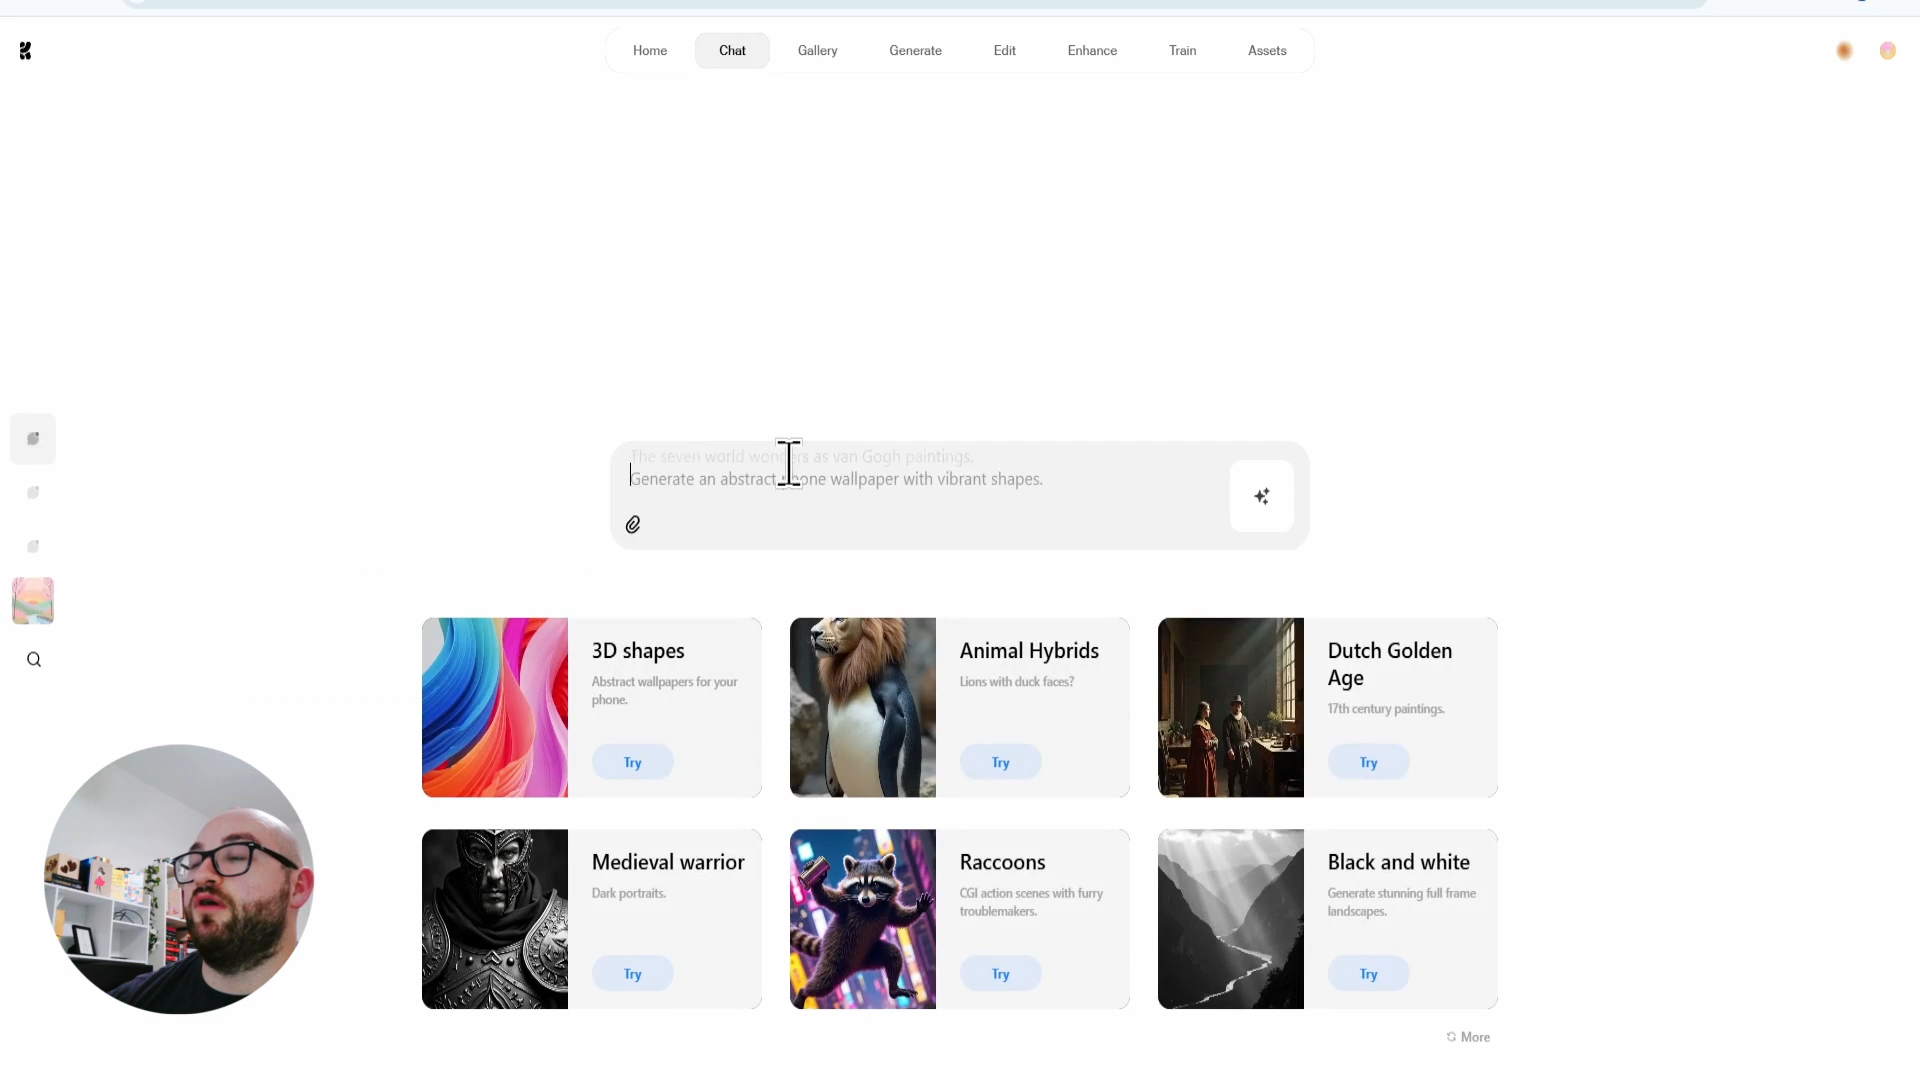 Home
Chat
Gallery
Generate
Edit
Enhance
Train
Assets
The seven world wonders as van Gogh paintings.
Generate an abstract phone wallpaper with vibrant shapes.
3D shapes
Abstract wallpapers for your
phone.
Try
Animal Hybrids
Lions with duck faces?
Try
Dutch Golden
Age
17th century paintings.
Try
Medieval warrior
Dark portraits.
Try
Raccoons
CGI action scenes with furry
troublemakers.
Try
Black and white
Generate stunning full frame
landscapes.
Try
More